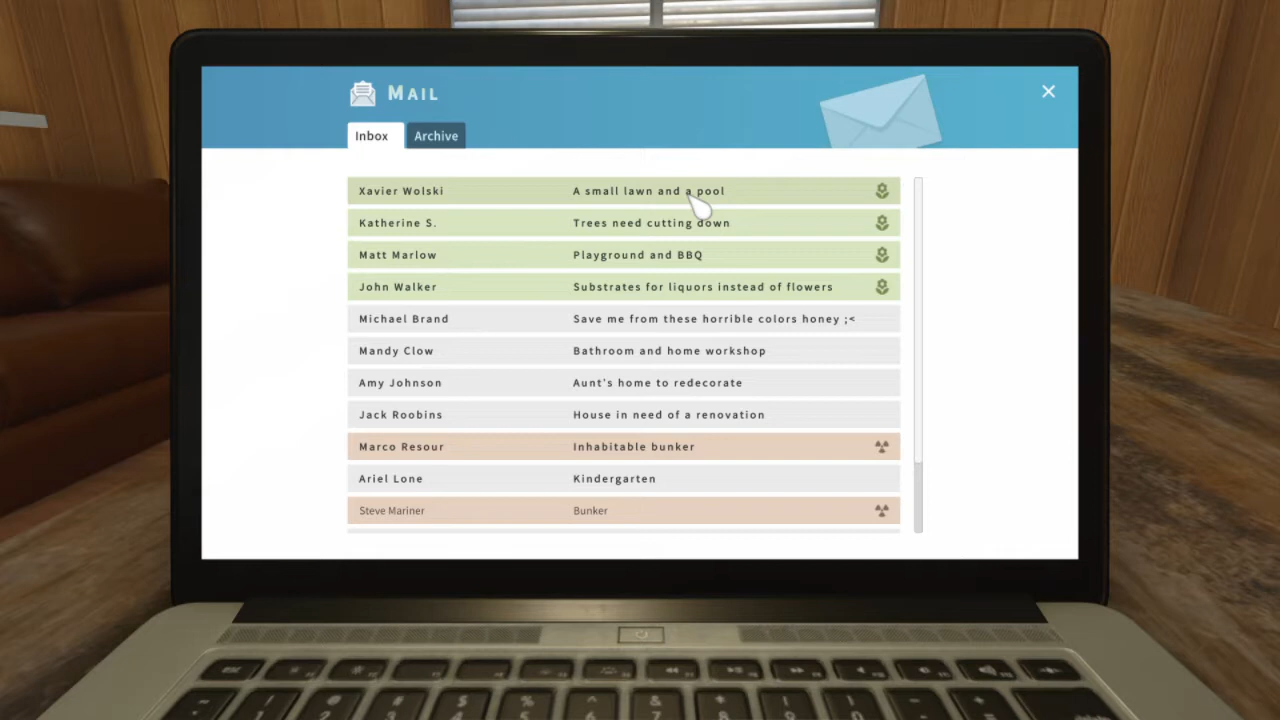 Mail
Inbox Archive
Xavier Wolski A small lawn and a pool
Katherine S. Trees need cutting down
Matt Marlow Playground and BBQ
John Walker Substrates for liquors instead of flowers
Michael Brand Save me from these horrible colors honey ;<
Mandy Clow Bathroom and home workshop
Amy Johnson Aunt's home to redecorate
Jack Roobins House in need of a renovation
Marco Resour Inhabitable bunker
Ariel Lone Kindergarten
Steve Mariner Bunker